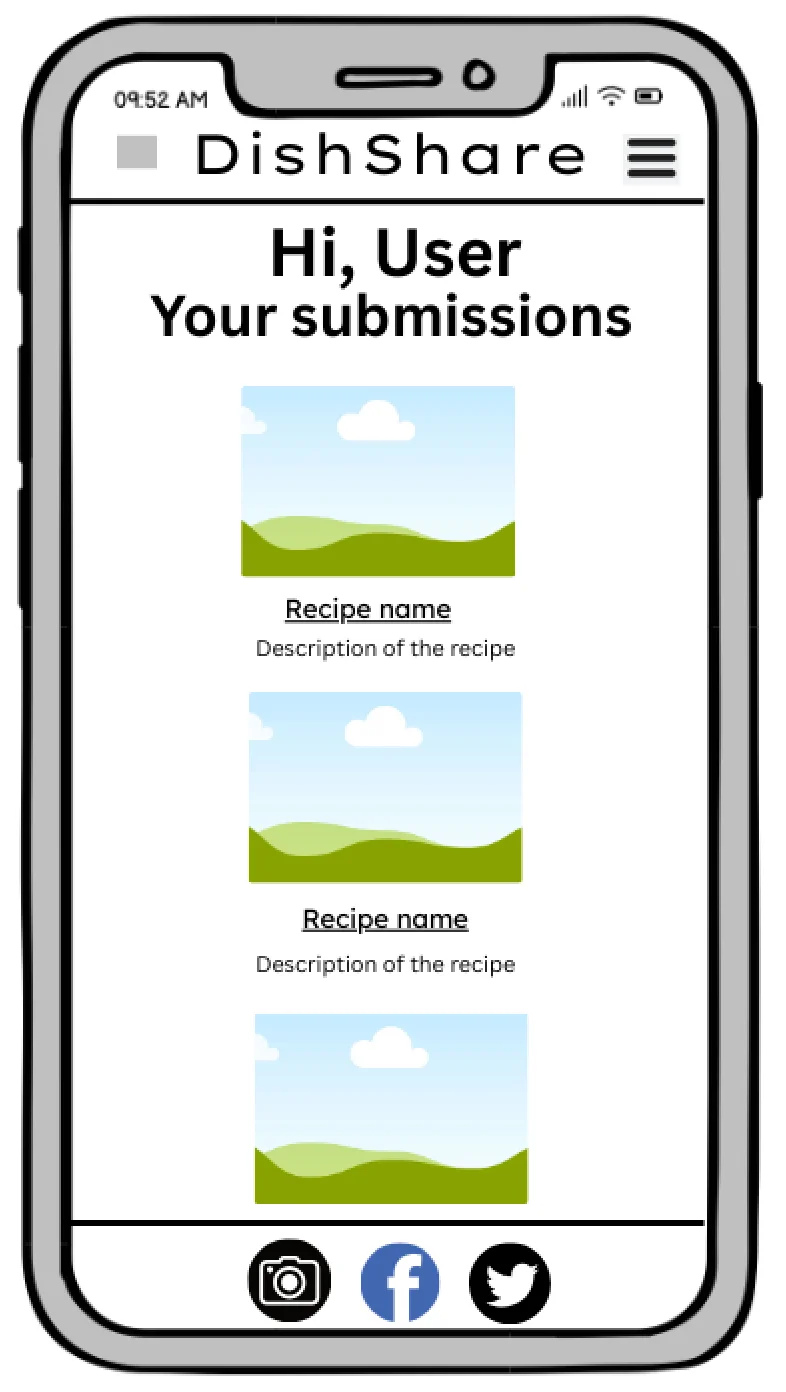 09:52 AM
DishShare
Hi, User
Your submissions
Recipe name
Description of the recipe
Recipe name
Description of the recipe